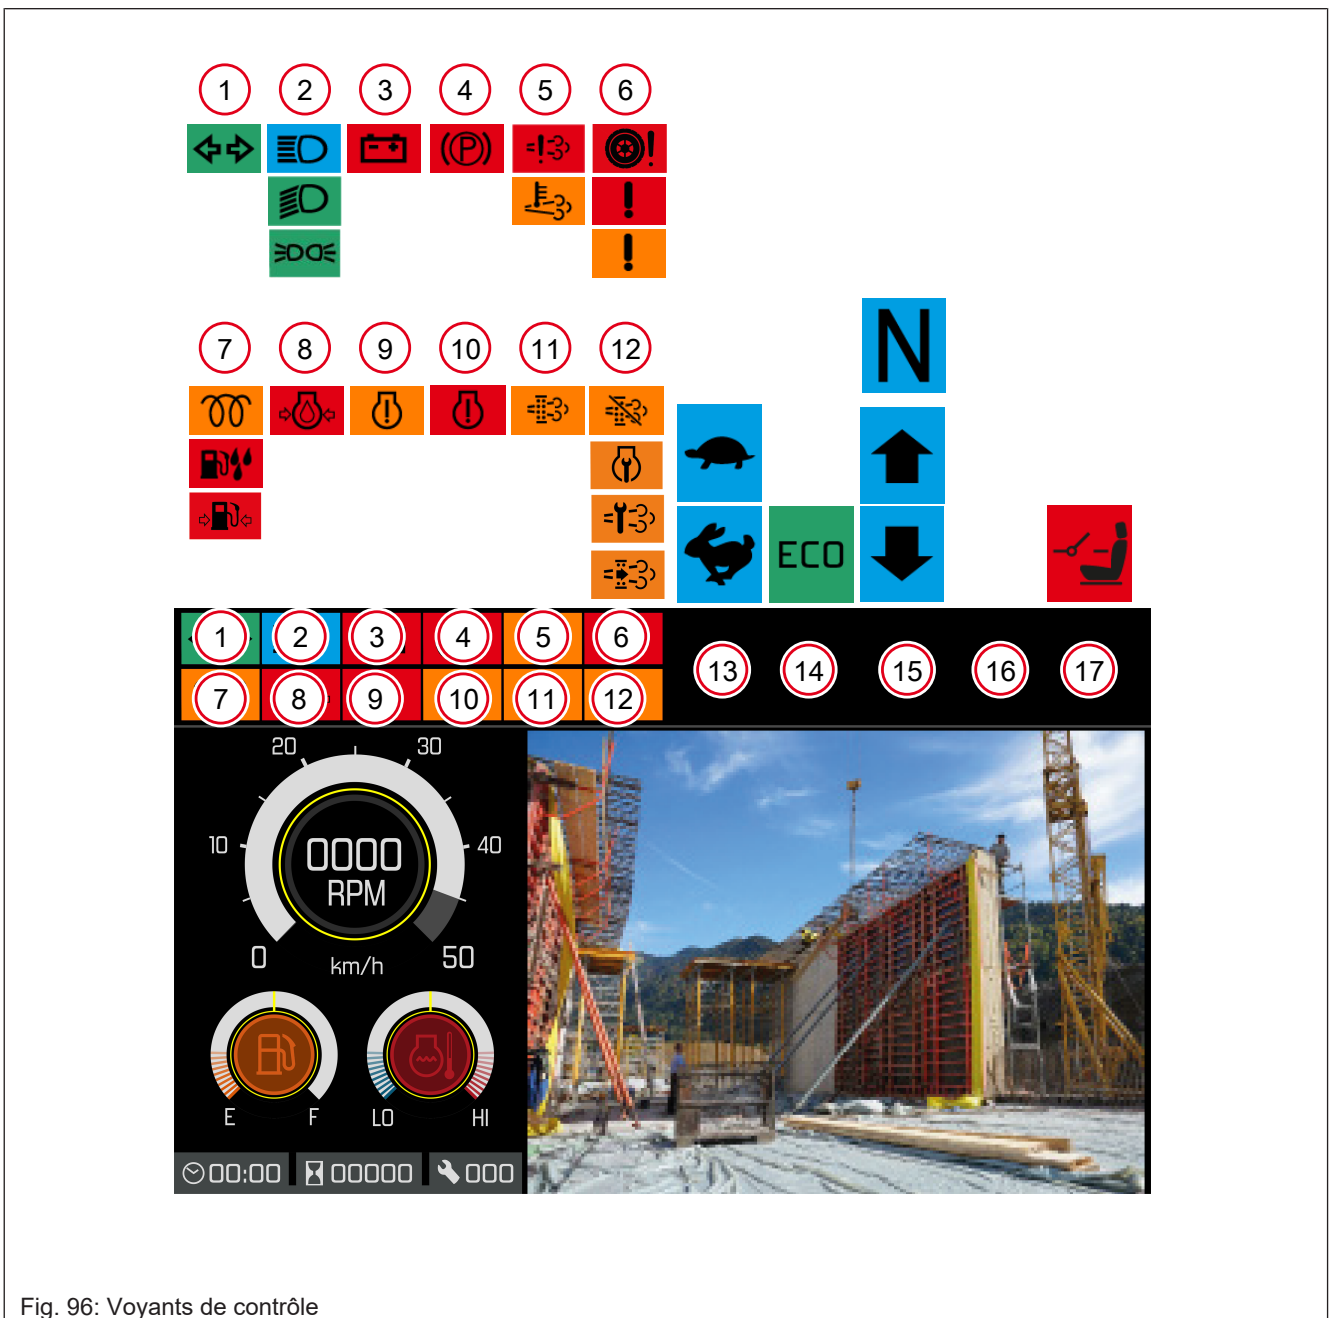 1 2 3 4 5 6
7 8 9 10 11 12
N
ECO
1 2 3 4 5 6
7 8 9 10 11 12
13 14 15 16 17
20 30
10 40
0000
RPM
0 km/h 50
E F LO HI
00:00 00000 000
Fig. 96: Voyants de contrôle